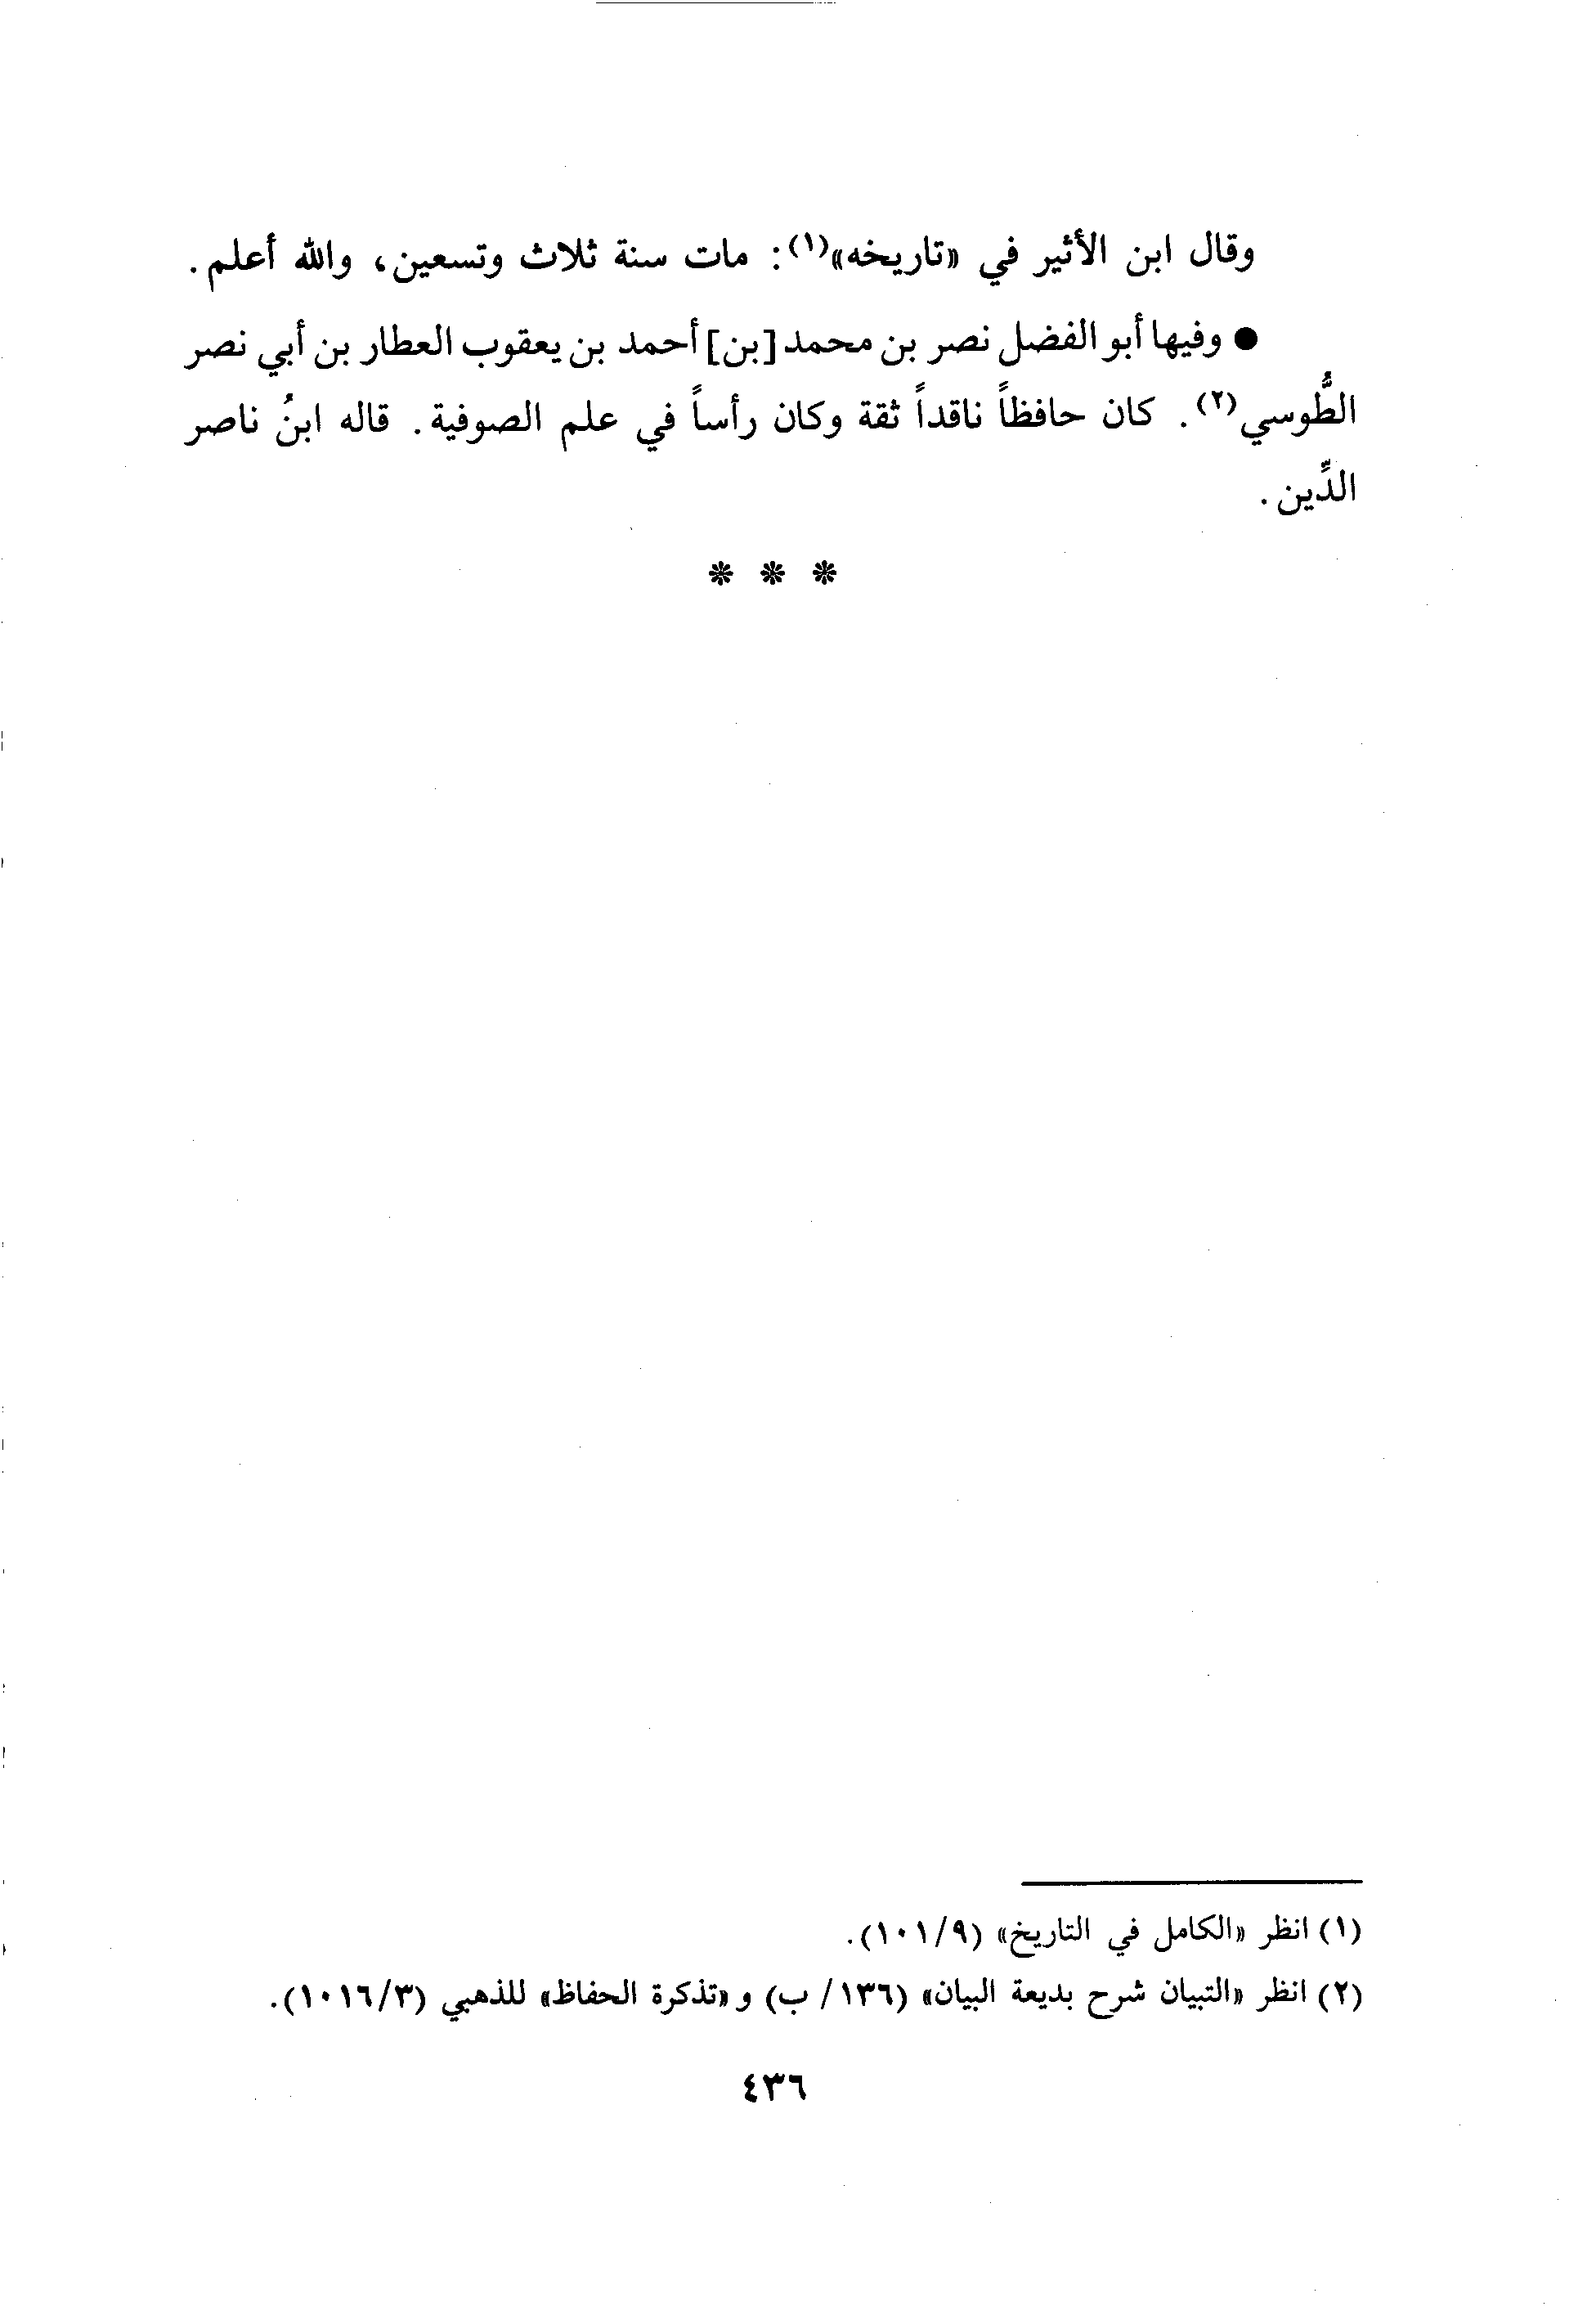 وقال ابن الأثير في «تاريخه»(١): مات سنة ثلاث وتسعين، والله أعلم.
● وفيها أبو الفضل نصر بن محمد [بن] أحمد بن يعقوب العطار بن أبي نصر
الطُّوسي(٢). كان حافظاً ناقداً ثقة وكان رأساً في علم الصوفية. قاله ابنُ ناصر
الدِّين.
* * *
(١) انظر «الكامل في التاريخ» (٩/١٠١).
(٢) انظر «التبيان شرح بديعة البيان» (١٣٦/ ب) و«تذكرة الحفاظ» للذهبي (٣/١٠١٦).
٤٣٦